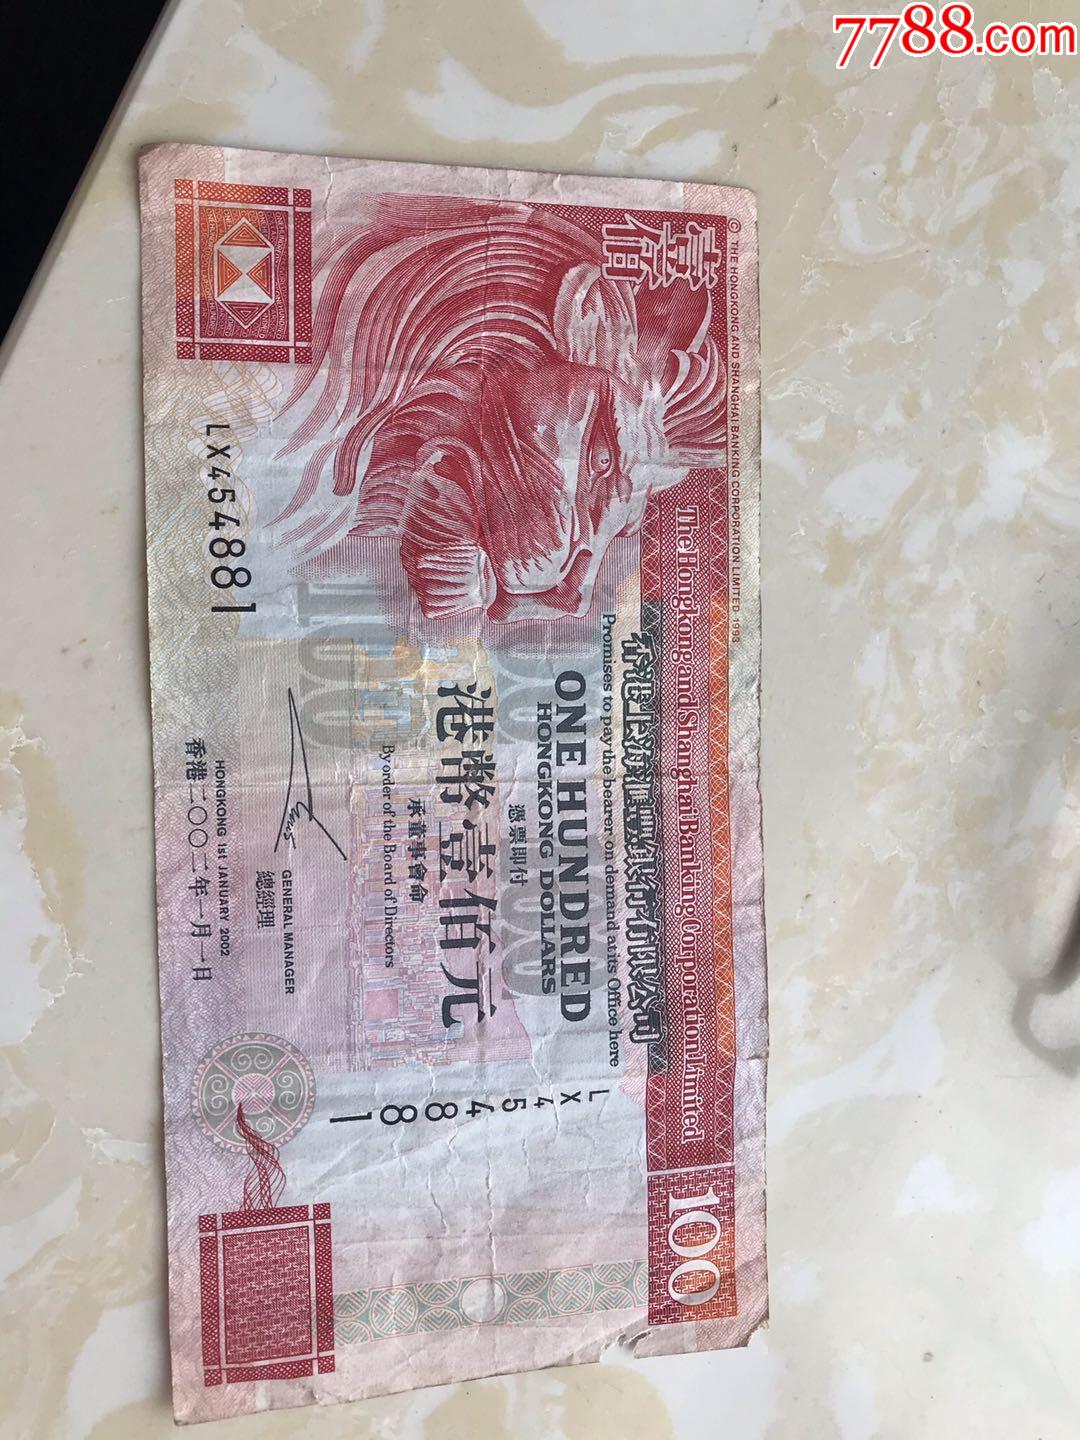 7788.com
© THE HONGKONG AND SHANGHAI BANKING CORPORATION LIMITED 1993
壹佰
The Hongkong and Shanghai Banking Corporation Limited
100
香港上海滙豐銀行有限公司
Promises to pay the bearer on demand at its Office here
ONE HUNDRED
HONGKONG DOLLARS
憑票即付
LX454881
港幣壹佰元
承董事會命
By order of the Board of Directors
100
100
GENERAL MANAGER
總經理
LX454881
HONGKONG 1st JANUARY 2002
香港二〇〇二年一月一日